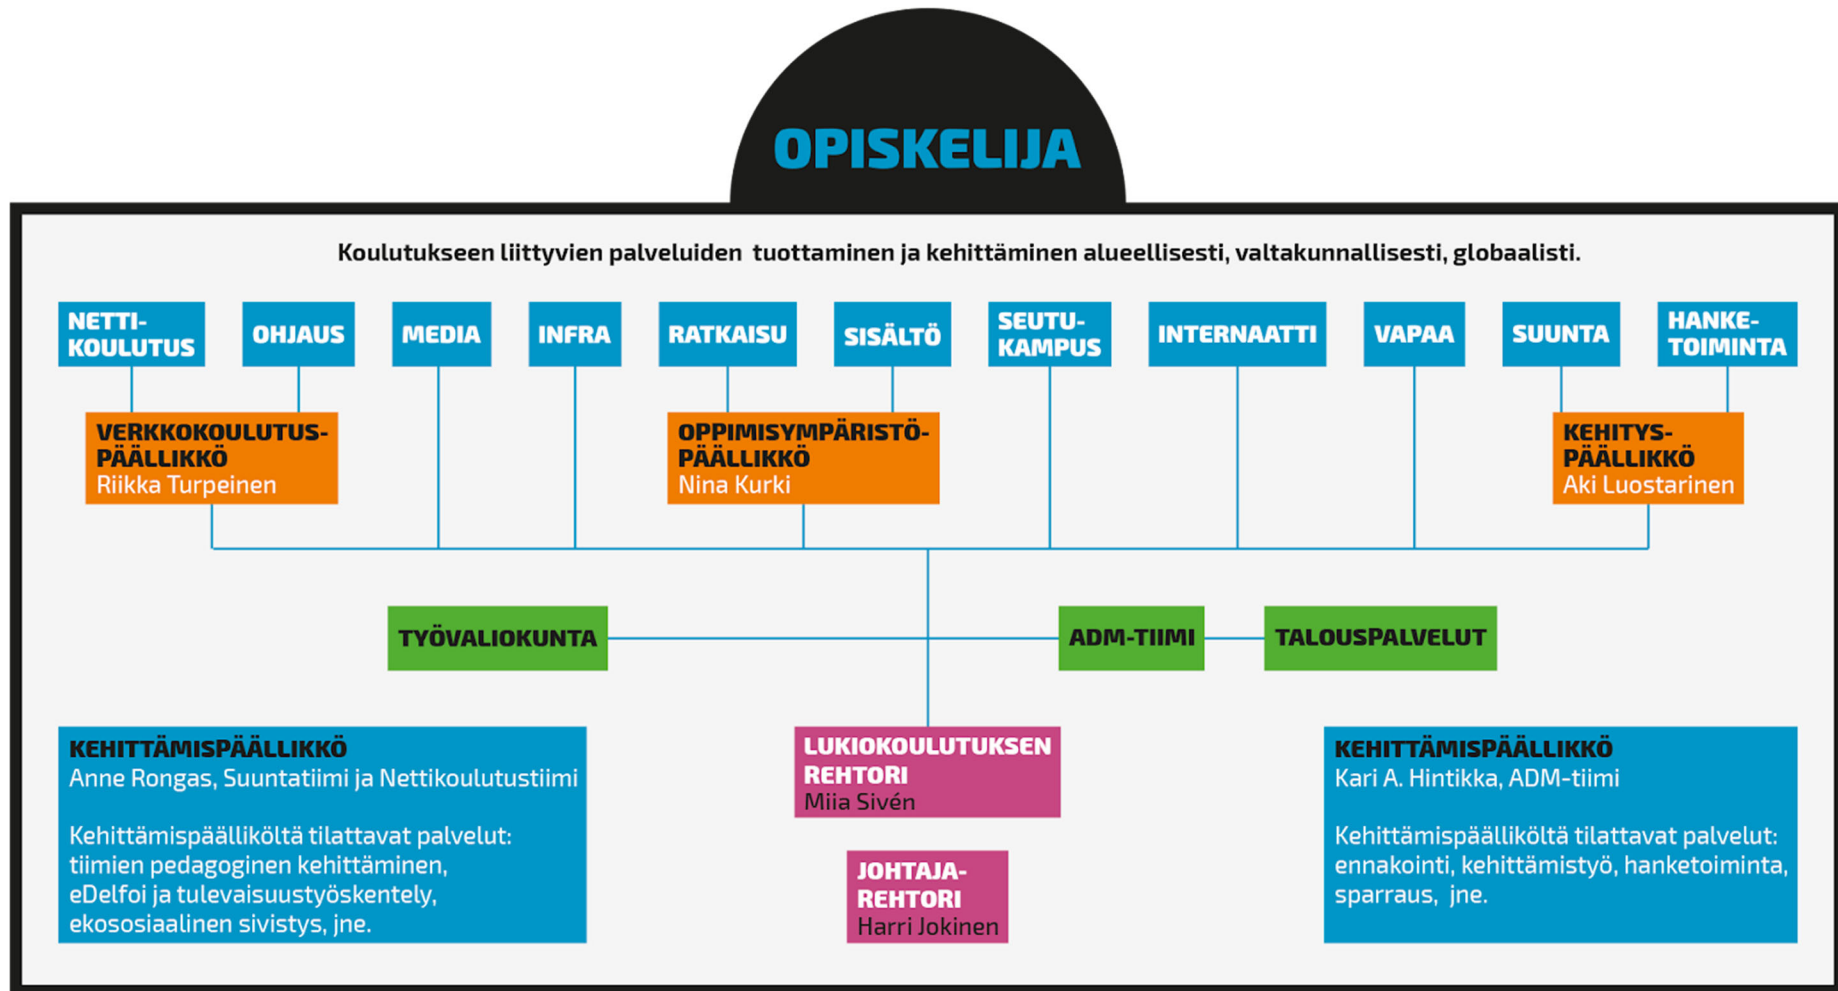 OPISKELIJA
Koulutukseen liittyvien palveluiden tuottaminen ja kehittäminen alueellisesti, valtakunnallisesti, globaalisti.
NETTI-
KOULUTUS
OHJAUS
MEDIA
INFRA
RATKAISU
SISÄLTÖ
SEUTU-
KAMPUS
INTERNAATTI
VAPAA
SUUNTA
HANKE-
TOIMINTA
VERKKOKOULUTUS-
PÄÄLLIKKÖ
Riikka Turpeinen
OPPIMISYMPÄRISTÖ-
PÄÄLLIKKÖ
Nina Kurki
KEHITYS-
PÄÄLLIKKÖ
Aki Luostarinen
TYÖVALIOKUNTA
ADM-TIIMI
TALOUSPALVELUT
KEHITTÄMISPÄÄLLIKKÖ
Anne Rongas, Suuntatiimi ja Nettikoulutustiimi
Kehittämispäälliköltä tilattavat palvelut:
tiimien pedagoginen kehittäminen,
eDelfoi ja tulevaisuustyöskentely,
ekososiaalinen sivistys, jne.
LUKIOKOULUTUKSEN
REHTORI
Miia Sivén
JOHTAJA-
REHTORI
Harri Jokinen
KEHITTÄMISPÄÄLLIKKÖ
Kari A. Hintikka, ADM-tiimi
Kehittämispäälliköltä tilattavat palvelut:
ennakointi, kehittämistyö, hanketoiminta,
sparraus, jne.